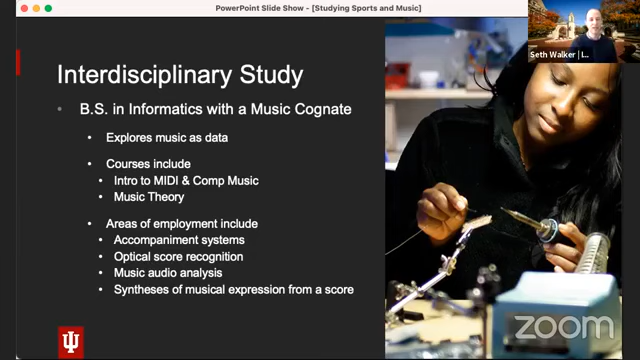 PowerPoint Slide Show - [Studying Sports and Music]
Seth Walker | L..
Interdisciplinary Study
B.S. in Informatics with a Music Cognate
Explores music as data
Courses include
Intro to MIDI & Comp Music
Music Theory
Areas of employment include
Accompaniment systems
Optical score recognition
Music audio analysis
Syntheses of musical expression from a score
zoom